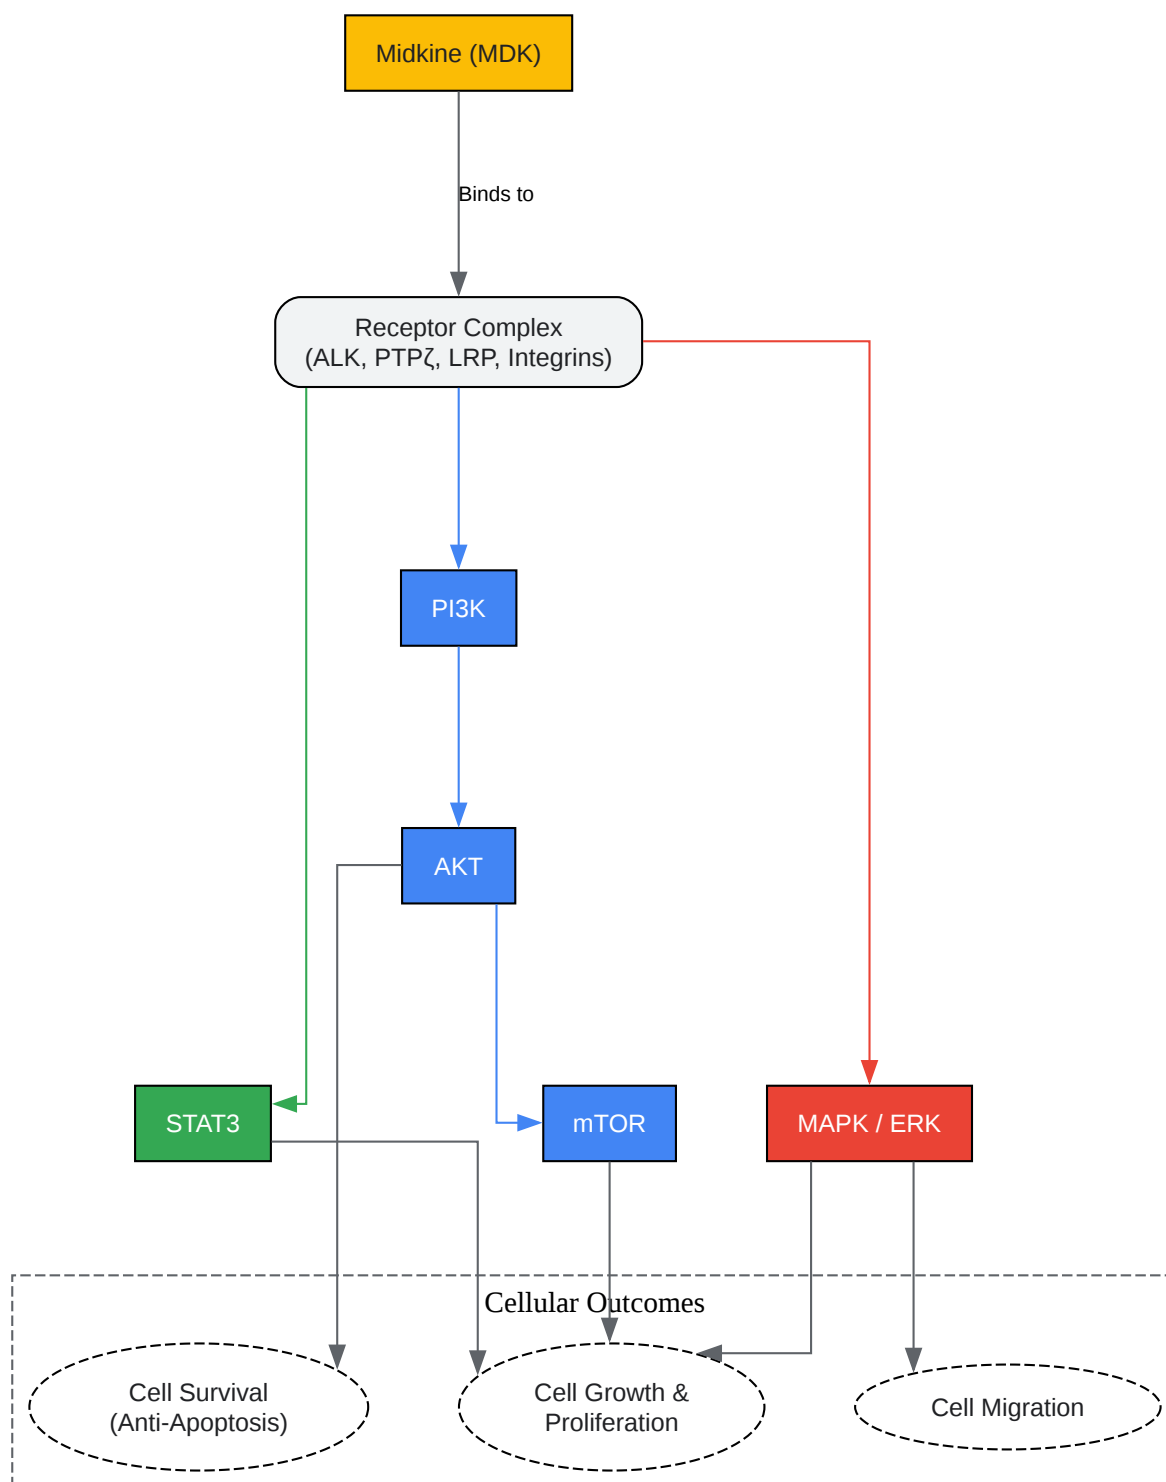 Midkine (MDK)
Binds to
Receptor Complex
(ALK, PTPζ, LRP, Integrins)
PI3K
AKT
STAT3
mTOR
MAPK / ERK
Cellular Outcomes
Cell Survival
(Anti-Apoptosis)
Cell Growth &
Proliferation
Cell Migration